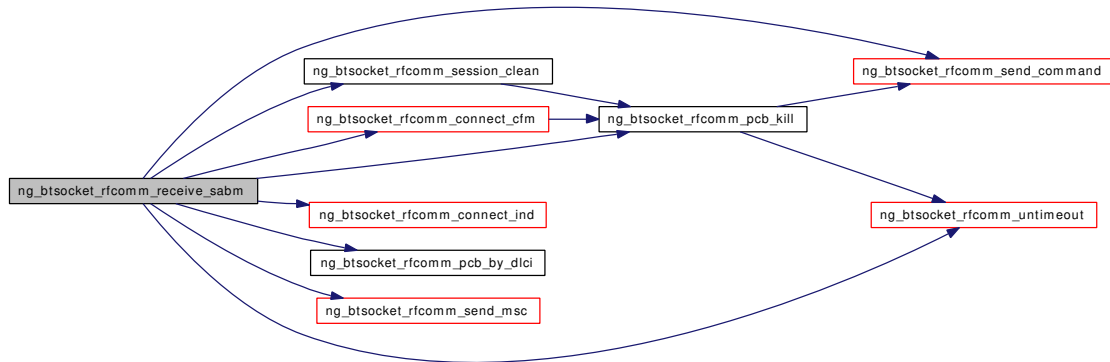 ng_btsocket_rfcomm_receive_sabm
ng_btsocket_rfcomm_session_clean
ng_btsocket_rfcomm_connect_cfm
ng_btsocket_rfcomm_connect_ind
ng_btsocket_rfcomm_pcb_by_dlci
ng_btsocket_rfcomm_send_msc
ng_btsocket_rfcomm_pcb_kill
ng_btsocket_rfcomm_send_command
ng_btsocket_rfcomm_untimeout